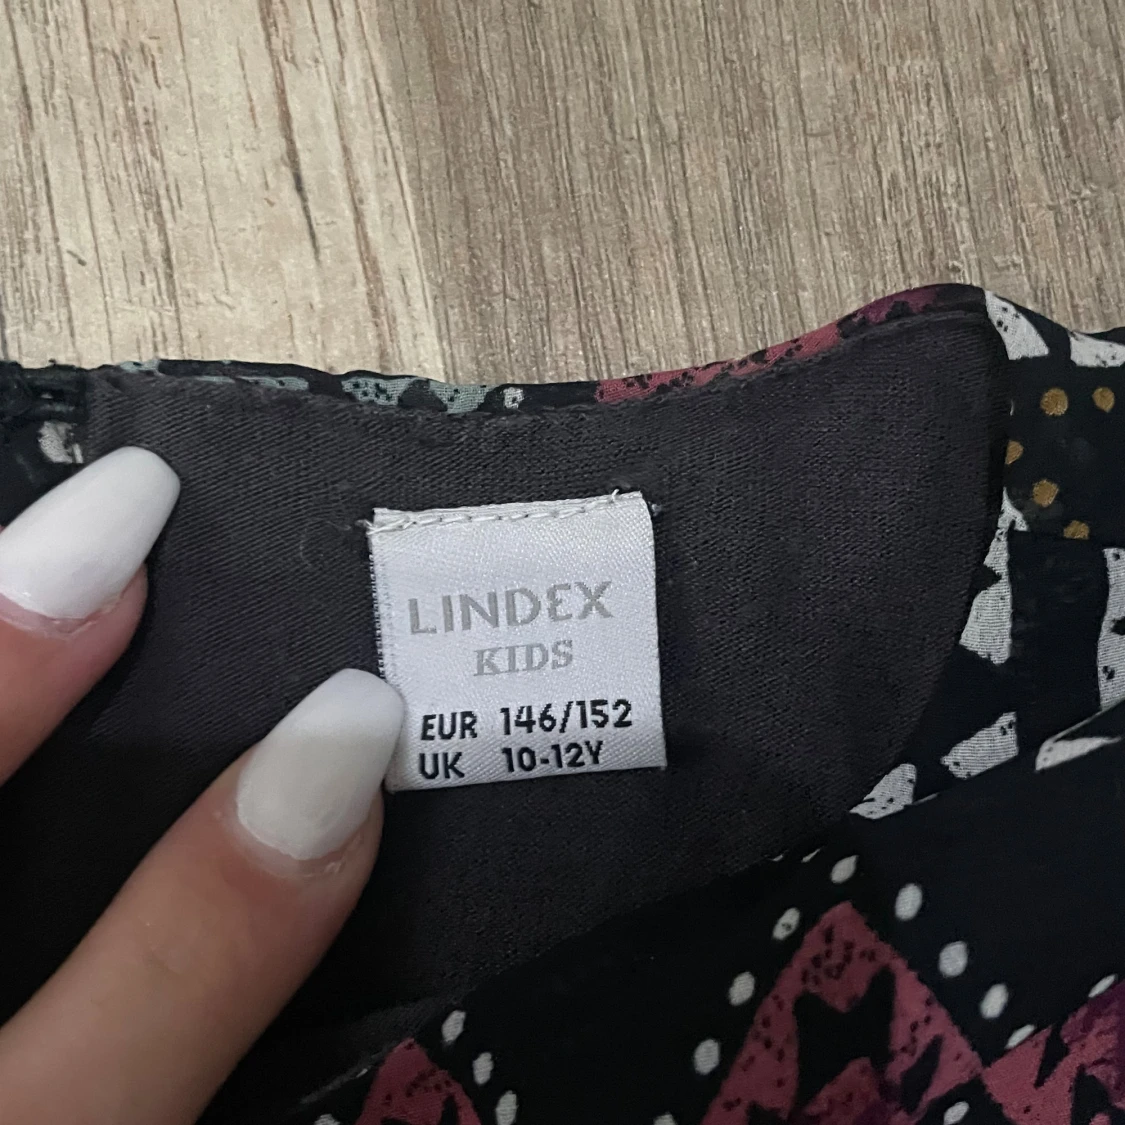 LINDEX
KIDS
EUR 146/152
UK 10-12Y